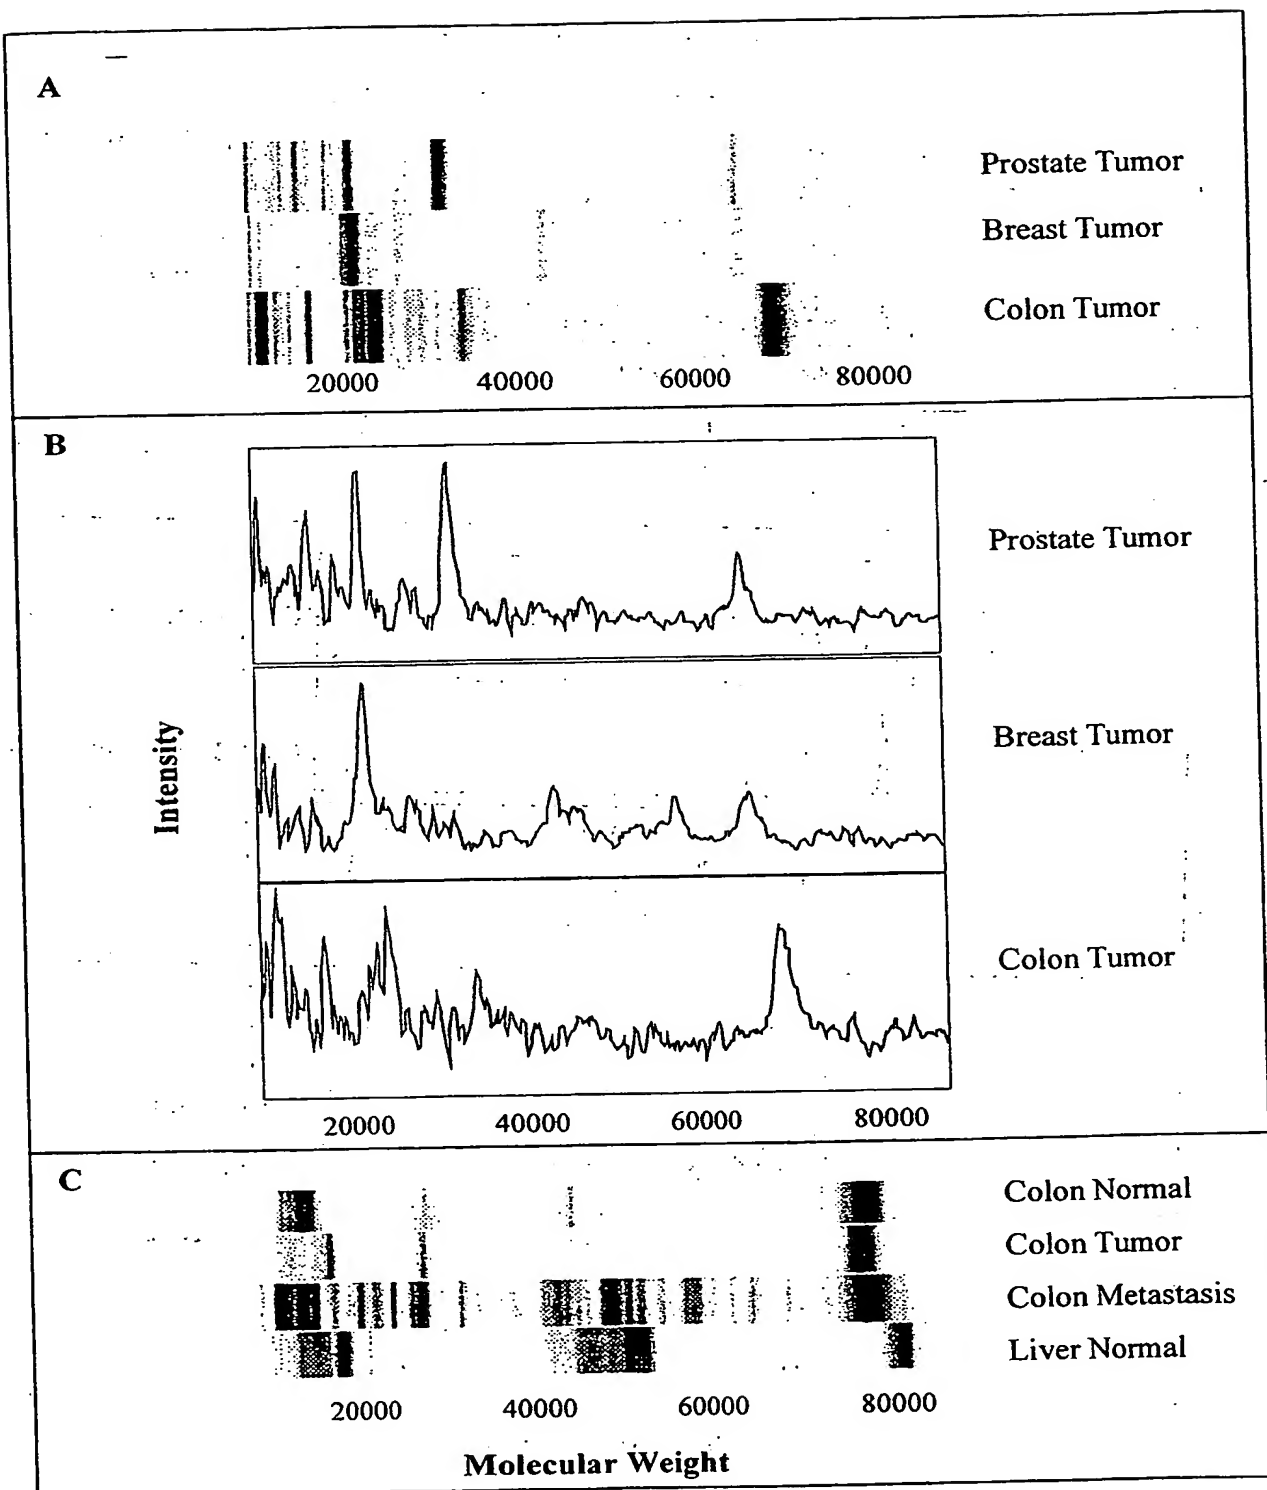 A
Prostate Tumor
Breast Tumor
Colon Tumor
20000 40000 60000 80000
B
Prostate Tumor
Breast Tumor
Intensity
Colon Tumor
20000 40000 60000 80000
C
Colon Normal
Colon Tumor
Colon Metastasis
Liver Normal
20000 40000 60000 80000
Molecular Weight